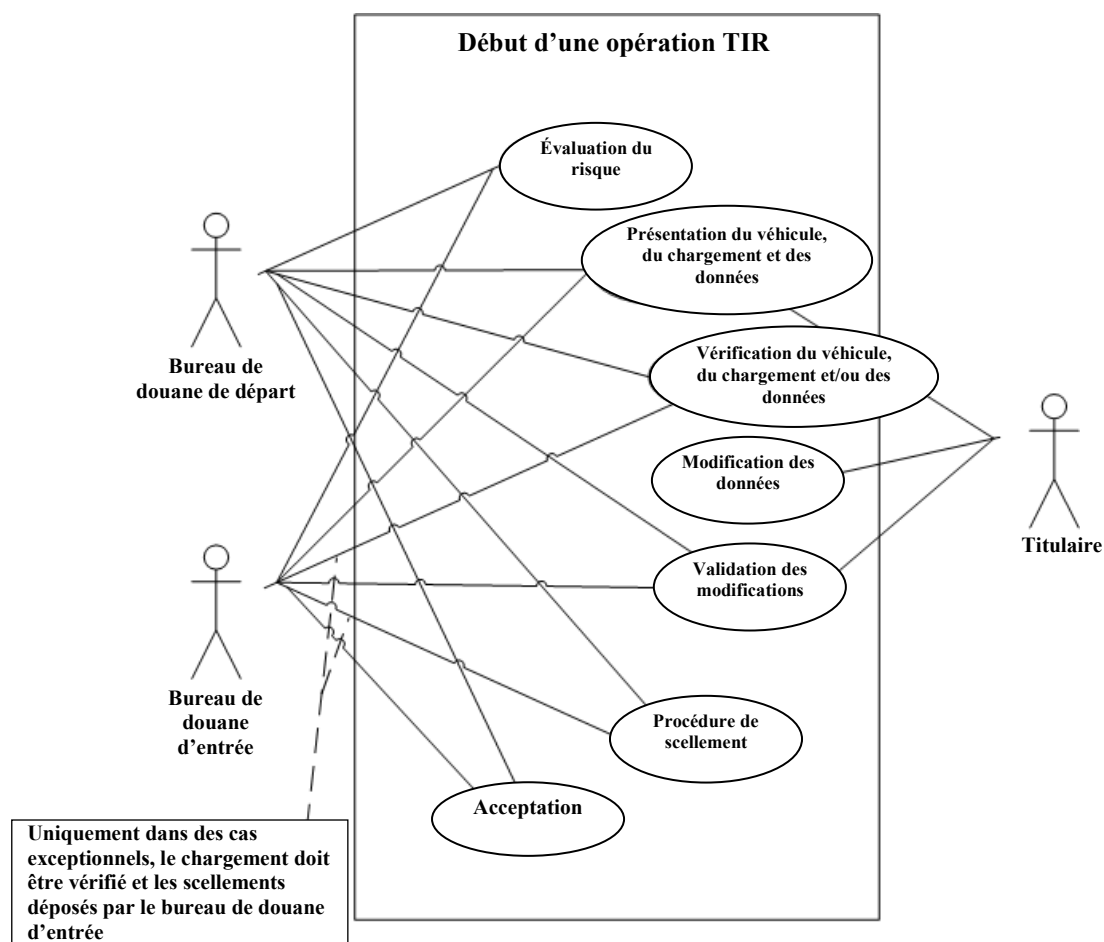 Début d’une opération TIR
Évaluation du
risque
Présentation du véhicule,
du chargement et des
données
Vérification du véhicule,
du chargement et/ou des
données
Bureau de
douane de départ
Modification des
données
Titulaire
Validation des
modifications
Bureau de
douane
d’entrée
Procédure de
scellement
Acceptation
Uniquement dans des cas
exceptionnels, le chargement doit
être vérifié et les scellements
déposés par le bureau de douane
d’entrée